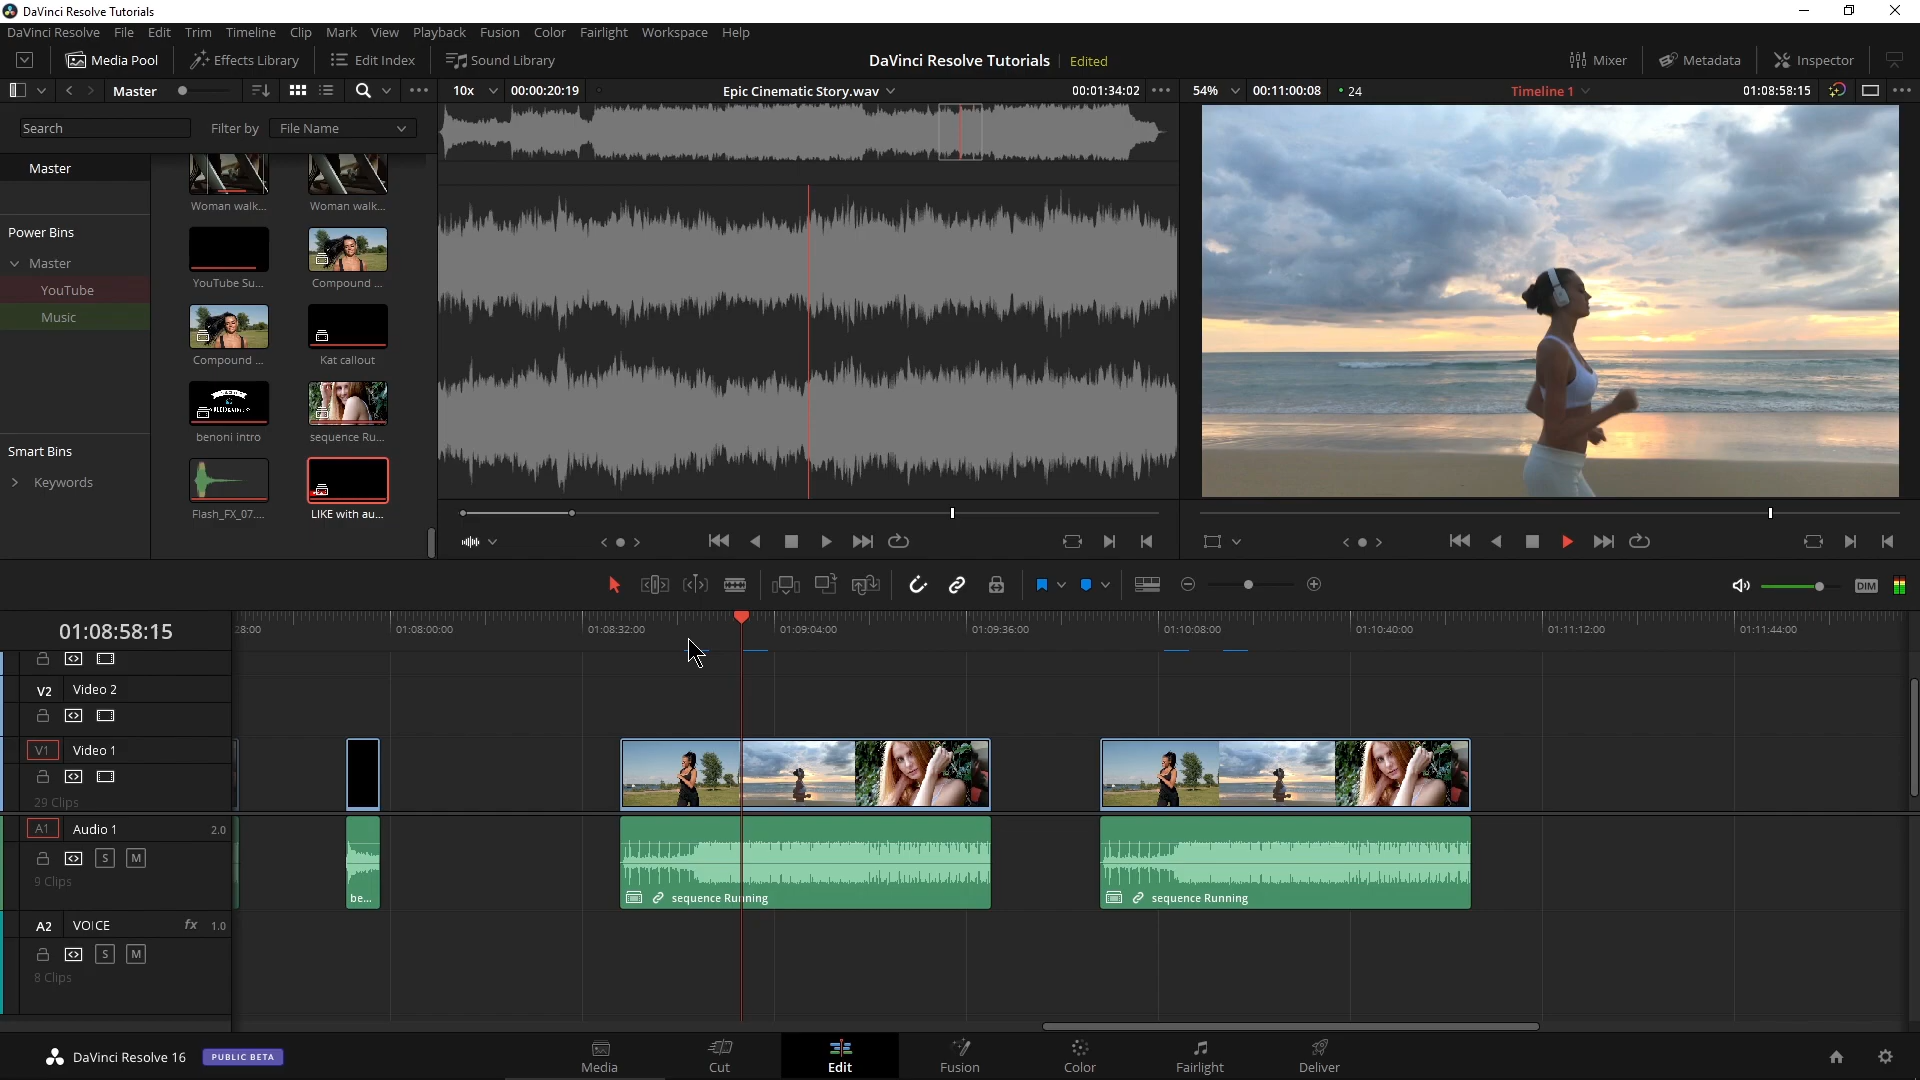 DaVinci Resolve Tutorials
DaVinci Resolve File Edit Trim Timeline Clip Mark View Playback Fusion Color Fairlight Workspace Help
Media Pool Effects Library Edit Index Sound Library DaVinci Resolve Tutorials Edited Mixer Metadata Inspector
Master 10x 00:00:20:19 Epic Cinematic Story.wav 00:01:34:02 54% 00:11:00:08 24 Timeline 1 01:08:58:15
Search Filter by File Name
Master
Woman walk... Woman walk...
Power Bins
Master
YouTube Su... Compound ...
YouTube
Music
Compound ... Kat callout
benoni intro sequence Ru...
Smart Bins
Keywords
Flash_FX_07.... LIKE with au...
DIM
01:08:58:15
28:00 01:08:00:00 01:08:32:00 01:09:04:00 01:09:36:00 01:10:08:00 01:10:40:00 01:11:12:00 01:11:44:00
V2 Video 2
V1 Video 1
29 Clips
A1 Audio 1 2.0
S M
9 Clips
be... sequence Running sequence Running
A2 VOICE fx 1.0
S M
8 Clips
DaVinci Resolve 16 PUBLIC BETA
Media Cut Edit Fusion Color Fairlight Deliver